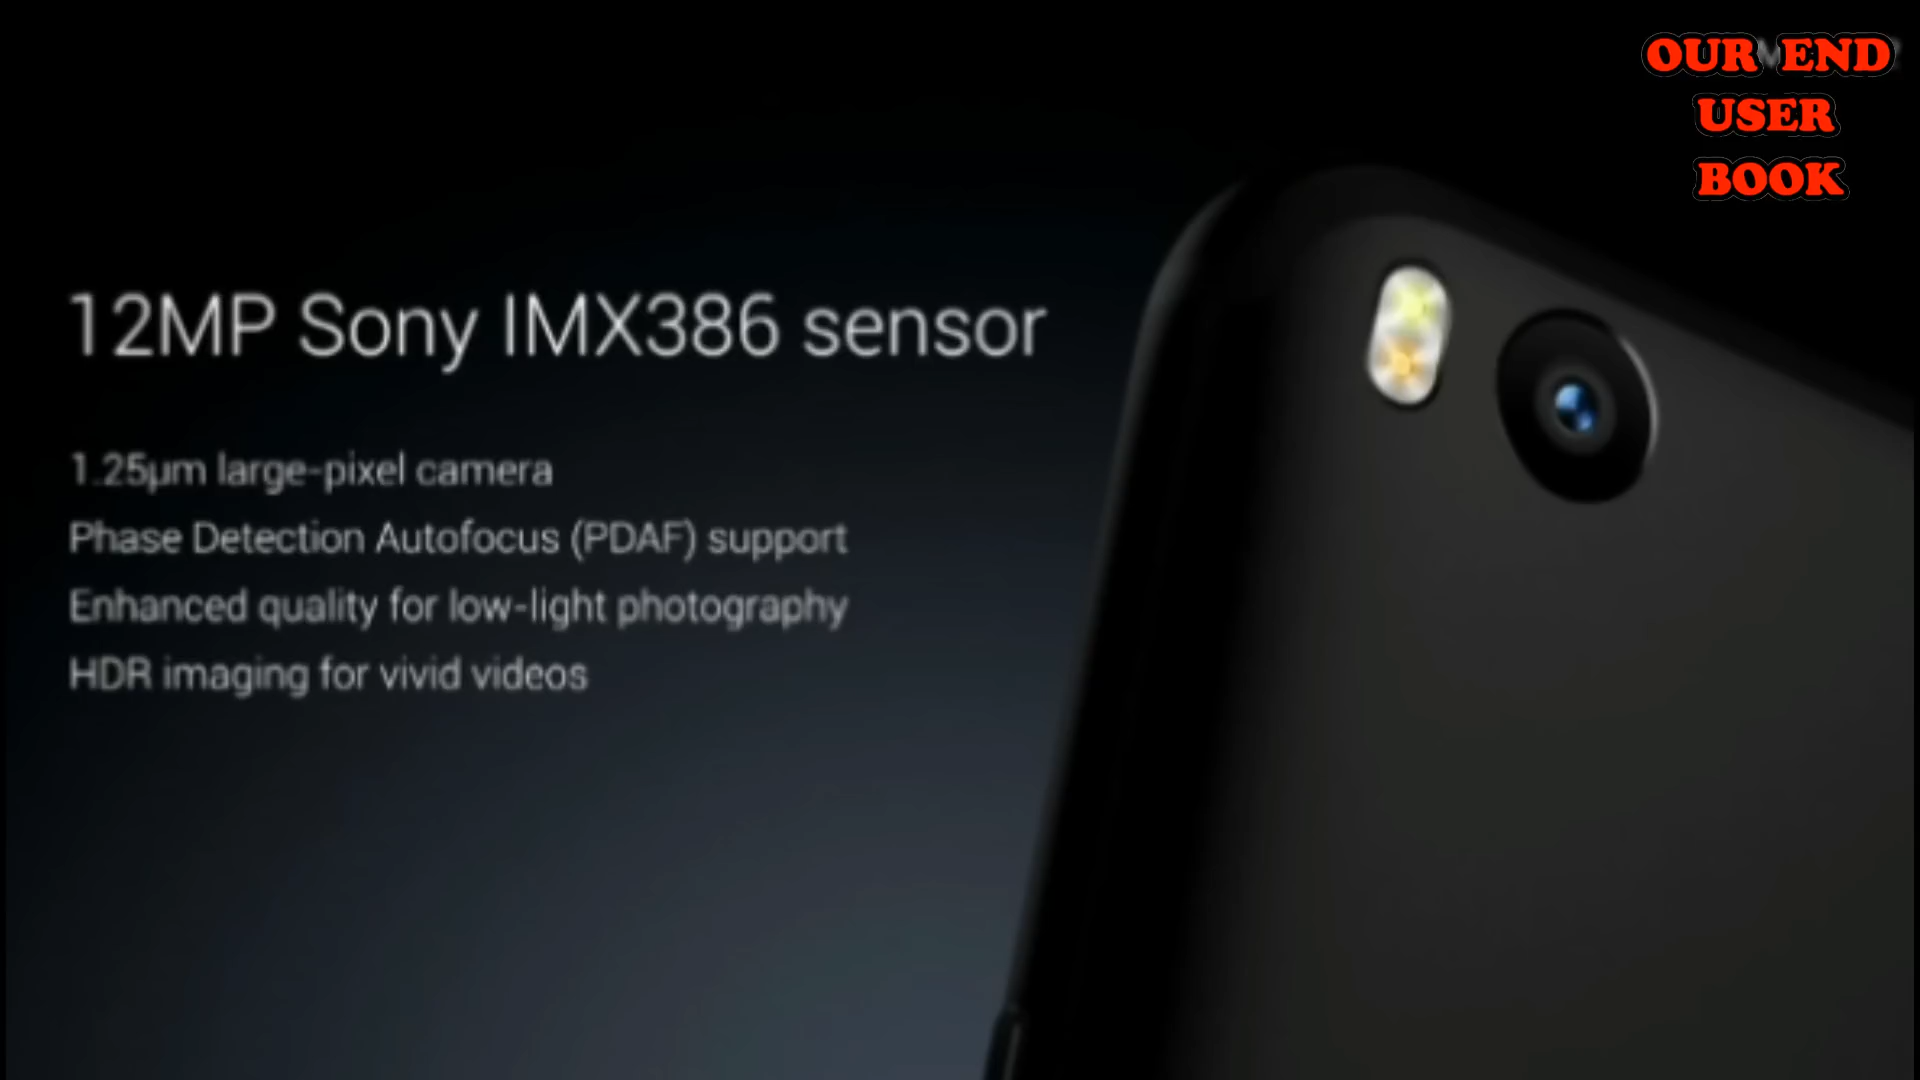 OUR END
USER
BOOK
12MP Sony IMX386 sensor
1.25µm large-pixel camera
Phase Detection Autofocus (PDAF) support
Enhanced quality for low-light photography
HDR imaging for vivid videos